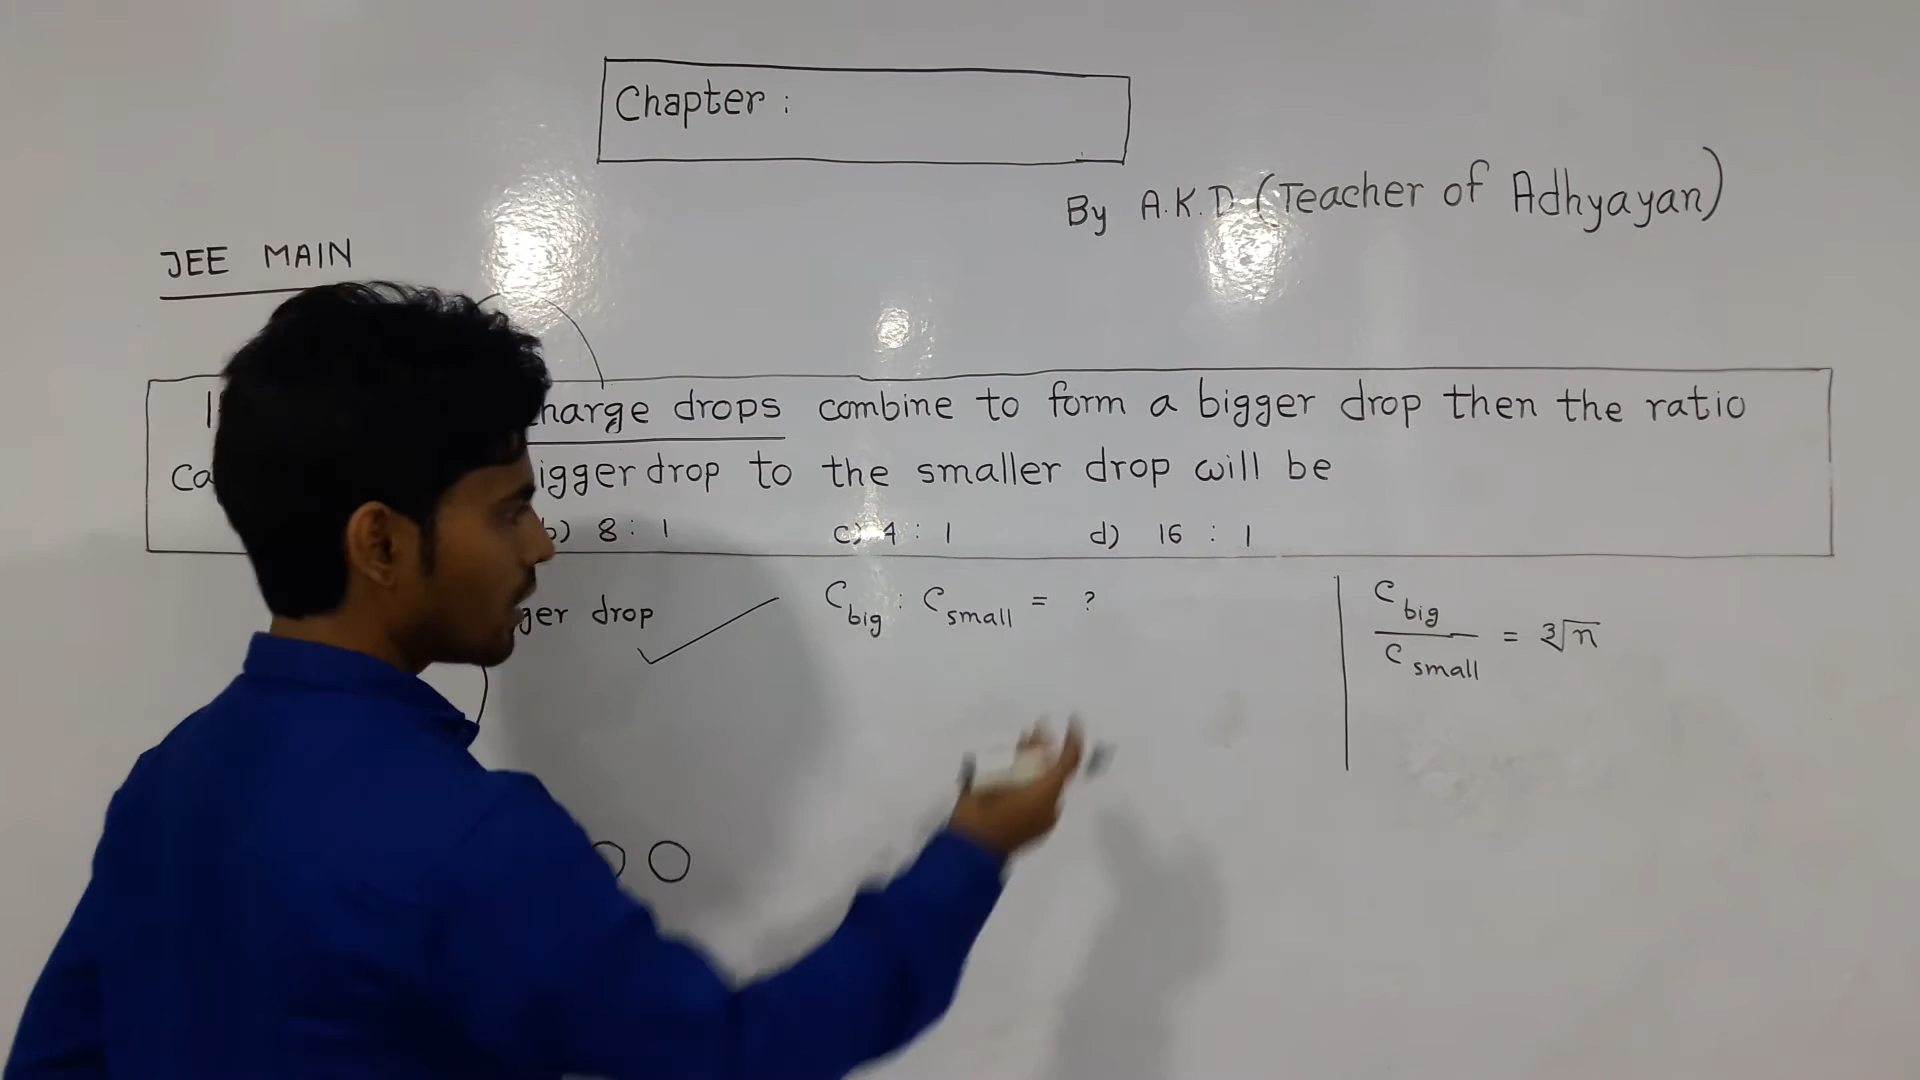 Chapter :
By A.K.D (Teacher of Adhyayan)
JEE MAIN
harge drops combine to form a bigger drop then the ratio
Ca igger drop to the smaller drop will be
b) 8 : 1 c) 4 : 1 d) 16 : 1
ger drop
C big : C small = ?
C big / C small = ∛n